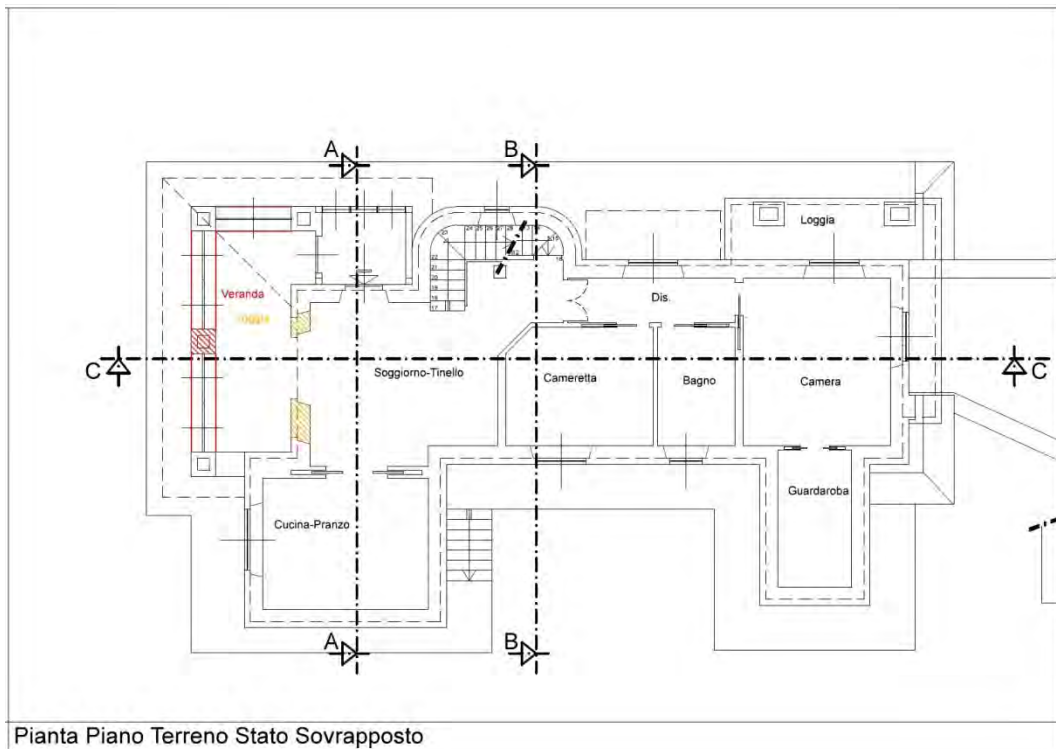 A
B
Loggia
Veranda
Loggia
Dis.
C
Soggiorno-Tinello
Cameretta
Bagno
Camera
C
Guardaroba
Cucina-Pranzo
A
B
Pianta Piano Terreno Stato Sovrapposto